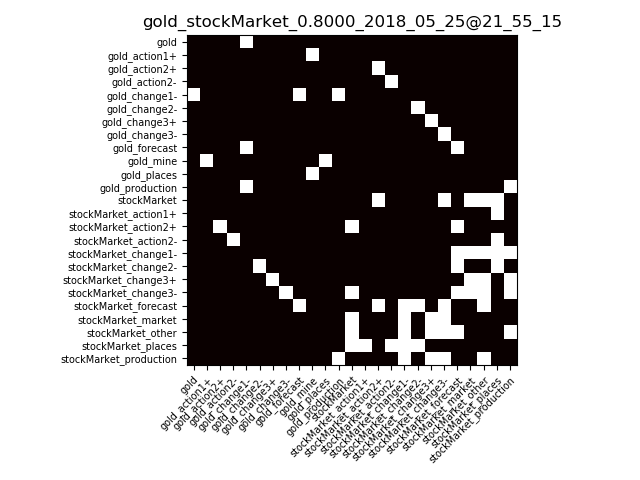 gold_stockMarket_0.8000_2018_05_25@21_55_15
gold
gold_action1+
gold_action2+
gold_action2-
gold_change1-
gold_change2-
gold_change3+
gold_change3-
gold_forecast
gold_mine
gold_places
gold_production
stockMarket
stockMarket_action1+
stockMarket_action2+
stockMarket_action2-
stockMarket_change1-
stockMarket_change2-
stockMarket_change3+
stockMarket_change3-
stockMarket_forecast
stockMarket_market
stockMarket_other
stockMarket_places
stockMarket_production
gold
gold_action1+
gold_action2+
gold_action2-
gold_change1-
gold_change2-
gold_change3+
gold_change3-
gold_forecast
gold_mine
gold_places
gold_production
stockMarket
stockMarket_action1+
stockMarket_action2+
stockMarket_action2-
stockMarket_change1-
stockMarket_change2-
stockMarket_change3+
stockMarket_change3-
stockMarket_forecast
stockMarket_market
stockMarket_other
stockMarket_places
stockMarket_production